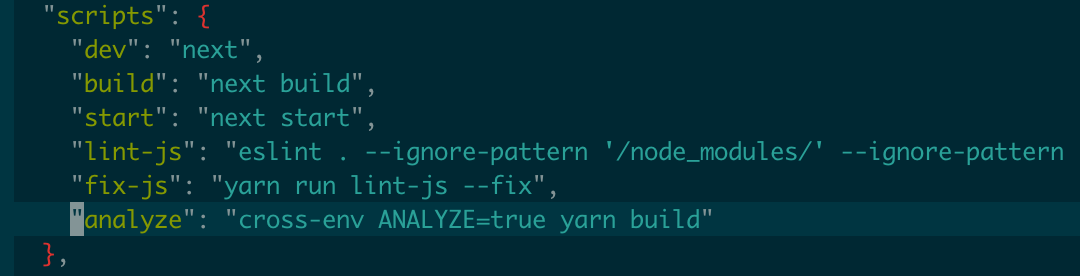 "scripts": {
"dev": "next",
"build": "next build",
"start": "next start",
"lint-js": "eslint . --ignore-pattern '/node_modules/' --ignore-pattern
"fix-js": "yarn run lint-js --fix",
"analyze": "cross-env ANALYZE=true yarn build"
},